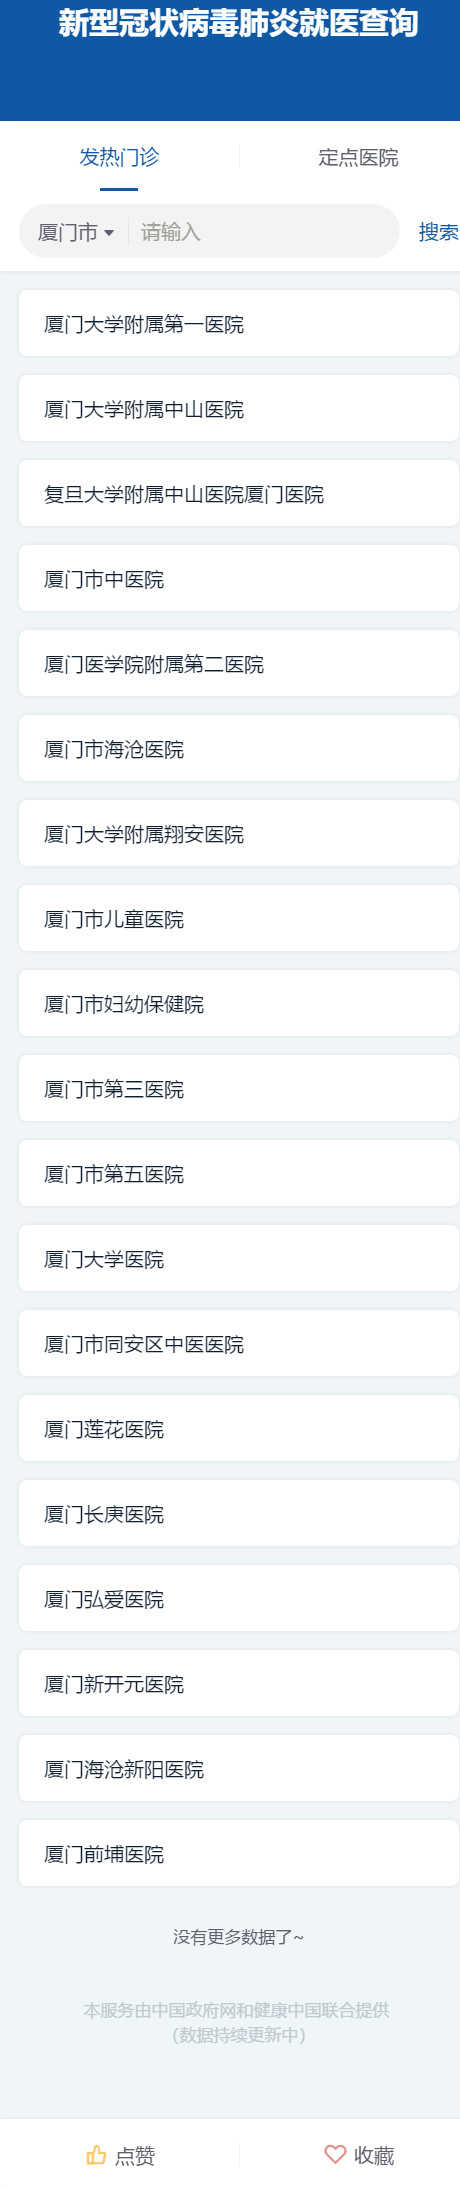 新型冠状病毒肺炎就医查询
发热门诊 定点医院
厦门市 请输入 搜索
厦门大学附属第一医院
厦门大学附属中山医院
复旦大学附属中山医院厦门医院
厦门市中医院
厦门医学院附属第二医院
厦门市海沧医院
厦门大学附属翔安医院
厦门市儿童医院
厦门市妇幼保健院
厦门市第三医院
厦门市第五医院
厦门大学医院
厦门市同安区中医医院
厦门莲花医院
厦门长庚医院
厦门弘爱医院
厦门新开元医院
厦门海沧新阳医院
厦门前埔医院
没有更多数据了~
本服务由中国政府网和健康中国联合提供
（数据持续更新中）
点赞 收藏